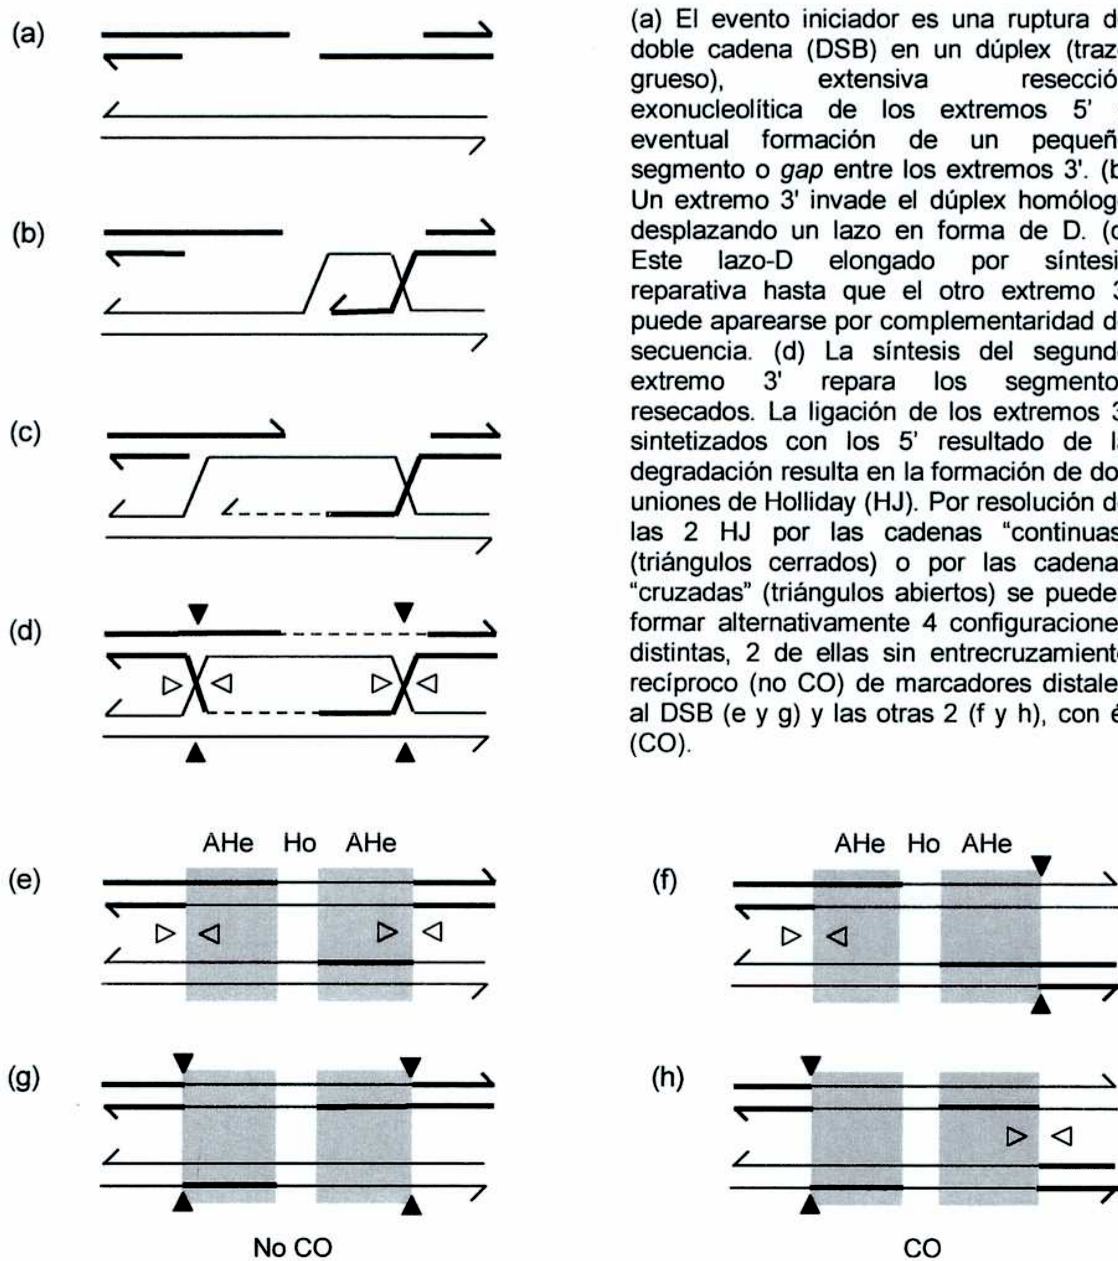 (a)
(b)
(c)
(d)
(a) El evento iniciador es una ruptura d
doble cadena (DSB) en un dúplex (traz
grueso), extensiva resecció
exonucleolítica de los extremos 5'
eventual formación de un pequeñ
segmento o gap entre los extremos 3'. (b
Un extremo 3' invade el dúplex homólog
desplazando un lazo en forma de D. (c
Este lazo-D elongado por síntesi
reparativa hasta que el otro extremo 3
puede aparearse por complementaridad d
secuencia. (d) La síntesis del segund
extremo 3' repara los segmento
resecados. La ligación de los extremos 3
sintetizados con los 5' resultado de l
degradación resulta en la formación de do
uniones de Holliday (HJ). Por resolución d
las 2 HJ por las cadenas "continuas
(triángulos cerrados) o por las cadena
"cruzadas" (triángulos abiertos) se puede
formar alternativamente 4 configuracione
distintas, 2 de ellas sin entrecruzamient
recíproco (no CO) de marcadores distale
al DSB (e y g) y las otras 2 (f y h), con é
(CO).
AHe Ho AHe
(e)
AHe Ho AHe
(f)
(g)
(h)
No CO
CO